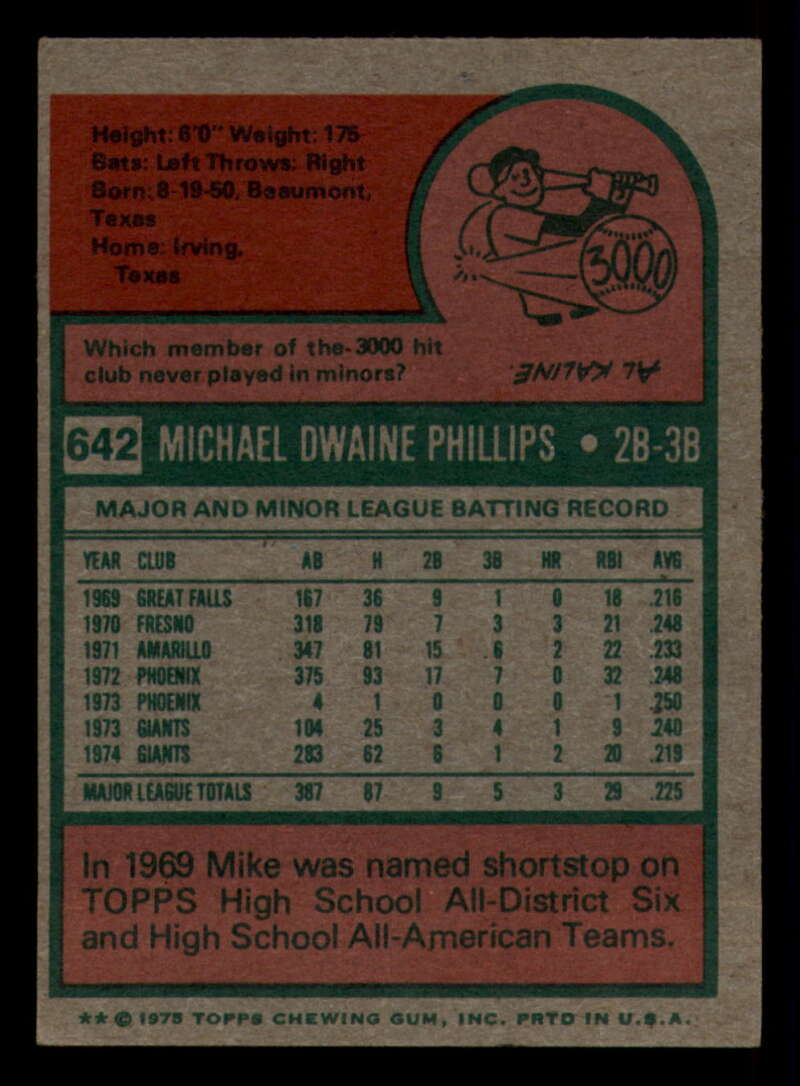 Height: 6'0" Weight: 175
Bats: Left Throws: Right
Born: 8-19-50, Beaumont,
Texas
Home: Irving,
Texas
3000
Which member of the 3000 hit
club never played in minors?
AL KALINE.
642 MICHAEL DWAINE PHILLIPS • 2B-3B
MAJOR AND MINOR LEAGUE BATTING RECORD
YEAR CLUB AB H 2B 3B HR RBI AVG
1969 GREAT FALLS 167 36 9 1 0 18 .216
1970 FRESNO 318 79 7 3 3 21 .248
1971 AMARILLO 347 81 15 6 2 22 .233
1972 PHOENIX 375 93 17 7 0 32 .248
1973 PHOENIX 4 1 0 0 0 1 .250
1973 GIANTS 104 25 3 4 1 9 .240
1974 GIANTS 283 62 6 1 2 20 .219
MAJOR LEAGUE TOTALS 387 87 9 5 3 29 .225
In 1969 Mike was named shortstop on
TOPPS High School All-District Six
and High School All-American Teams.
** © 1975 TOPPS CHEWING GUM, INC. PRTD IN U.S.A.